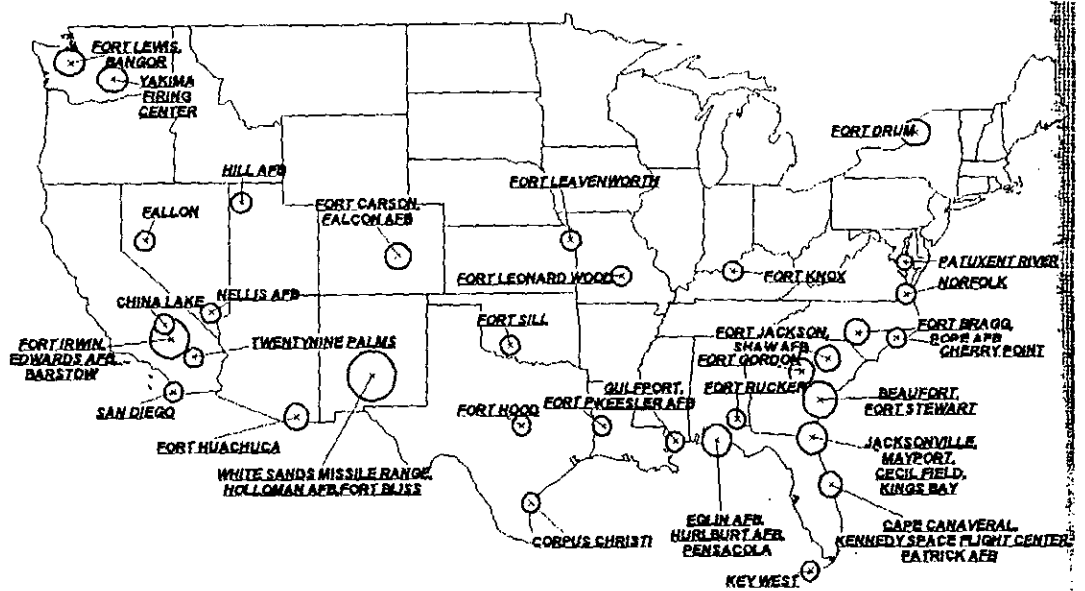 FORT LEWIS,
BANGOR
YAKIMA
FIRING
CENTER
FORT DRUM
HILL AFB
FORT LEAVENWORTH
FORT CARSON,
FALCON AFB
FALLON
PATUXENT RIVER
FORT LEONARD WOOD
FORT KNOX
NORFOLK
CHINA LAKE
NELLIS AFB
FORT SILL
FORT JACKSON,
SHAW AFB
FORT BRAGG,
POPE AFB
CHERRY POINT
FORT IRWIN,
EDWARDS AFB,
BARSTOW
TWENTYNINE PALMS
FORT GORDON
GULFPORT,
KEESLER AFB
FORT RUCKER
SAN DIEGO
FORT HOOD
FORT P
BEAUFORT,
FORT STEWART
FORT HUACHUCA
JACKSONVILLE,
MAYPORT,
CECIL FIELD,
KINGS BAY
WHITE SANDS MISSILE RANGE,
HOLLOMAN AFB, FORT BLISS
EGLIN AFB,
HURLBURT AFB,
PENSACOLA
CORPUS CHRISTI
CAPE CANAVERAL,
KENNEDY SPACE FLIGHT CENTER,
PATRICK AFB
KEY WEST